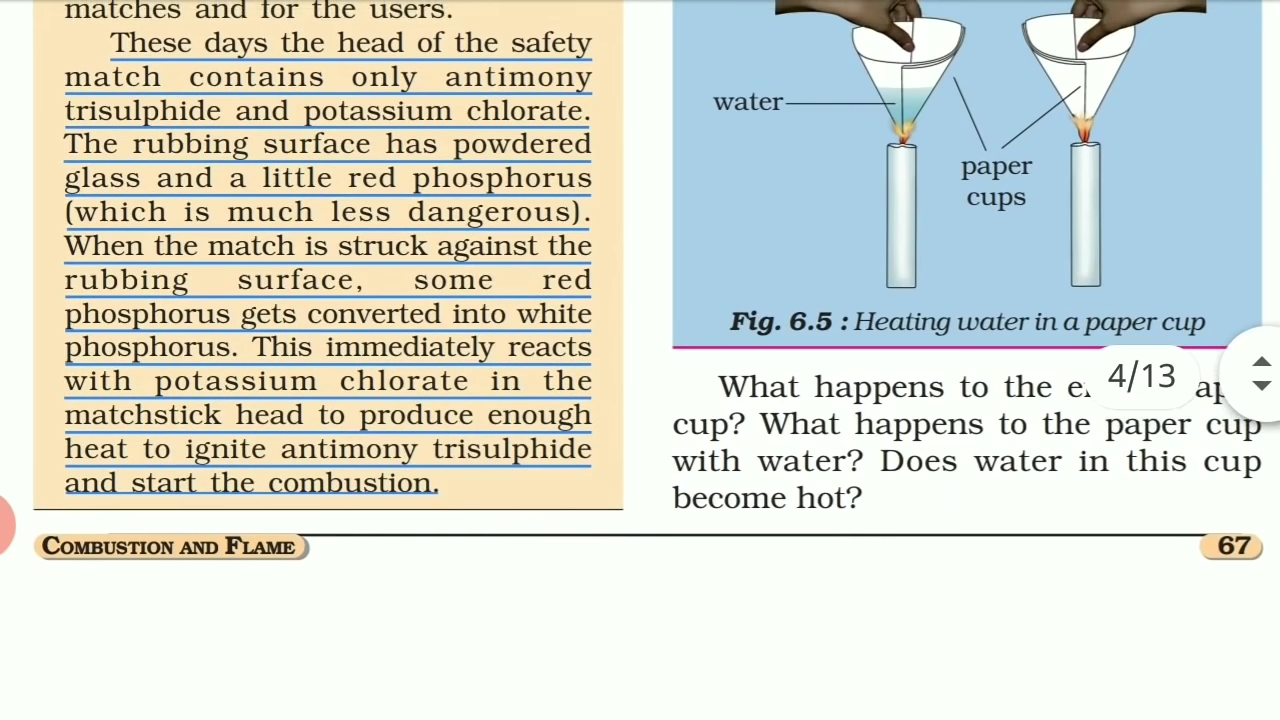 matches and for the users.
These days the head of the safety
match contains only antimony
trisulphide and potassium chlorate.
The rubbing surface has powdered
glass and a little red phosphorus
(which is much less dangerous).
When the match is struck against the
rubbing surface, some red
phosphorus gets converted into white
phosphorus. This immediately reacts
with potassium chlorate in the
matchstick head to produce enough
heat to ignite antimony trisulphide
and start the combustion.
water
paper
cups
Fig. 6.5 : Heating water in a paper cup
What happens to the
4/13
cup? What happens to the paper cup
with water? Does water in this cup
become hot?
COMBUSTION AND FLAME
67